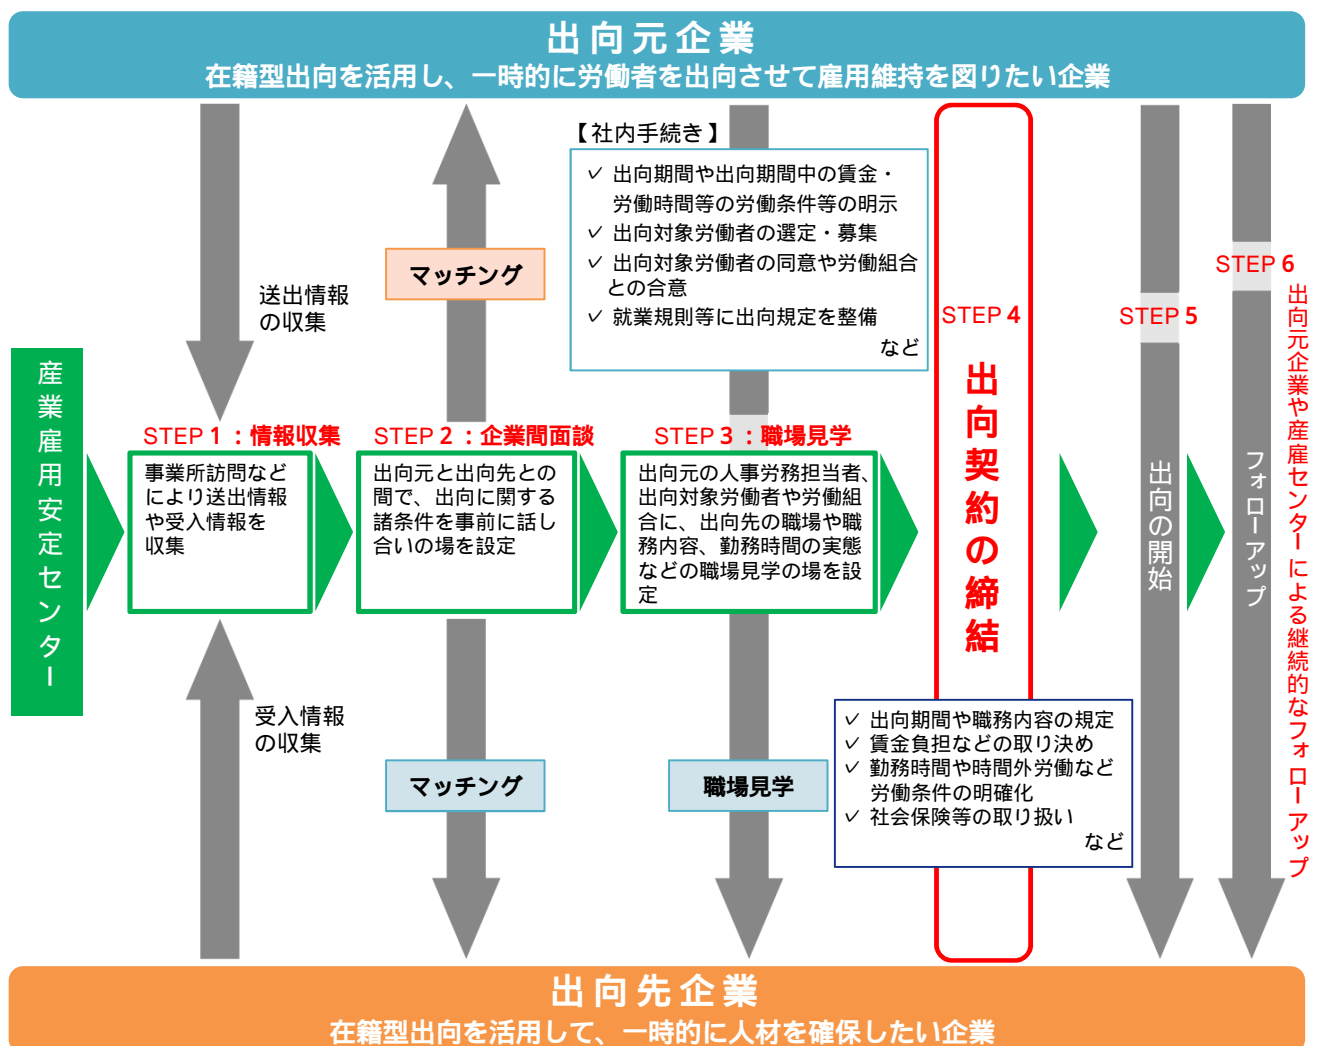 出向元企業
在籍型出向を活用し、一時的に労働者を出向させて雇用維持を図りたい企業
【社内手続き】
✓ 出向期間や出向期間中の賃金・
労働時間等の労働条件等の明示
✓ 出向対象労働者の選定・募集
✓ 出向対象労働者の同意や労働組合
との合意
✓ 就業規則等に出向規定を整備
など
マッチング
送出情報
の収集
産業雇用安定センター
STEP1：情報収集
事業所訪問など
により送出情報
や受入情報を
収集
STEP2：企業間面談
出向元と出向先との
間で、出向に関する
諸条件を事前に話し
合いの場を設定
STEP3：職場見学
出向元の人事労務担当者、
出向対象労働者や労働組
合に、出向先の職場や職
務内容、勤務時間の実態
などの職場見学の場を設
定
STEP4
出向契約の締結
STEP5
出向の開始
STEP6
フォローアップ
出向元企業や産雇センターによる継続的なフォローアップ
受入情報
の収集
マッチング
職場見学
✓ 出向期間や職務内容の規定
✓ 賃金負担などの取り決め
✓ 勤務時間や時間外労働など
労働条件の明確化
✓ 社会保険等の取り扱い
など
出向先企業
在籍型出向を活用して、一時的に人材を確保したい企業